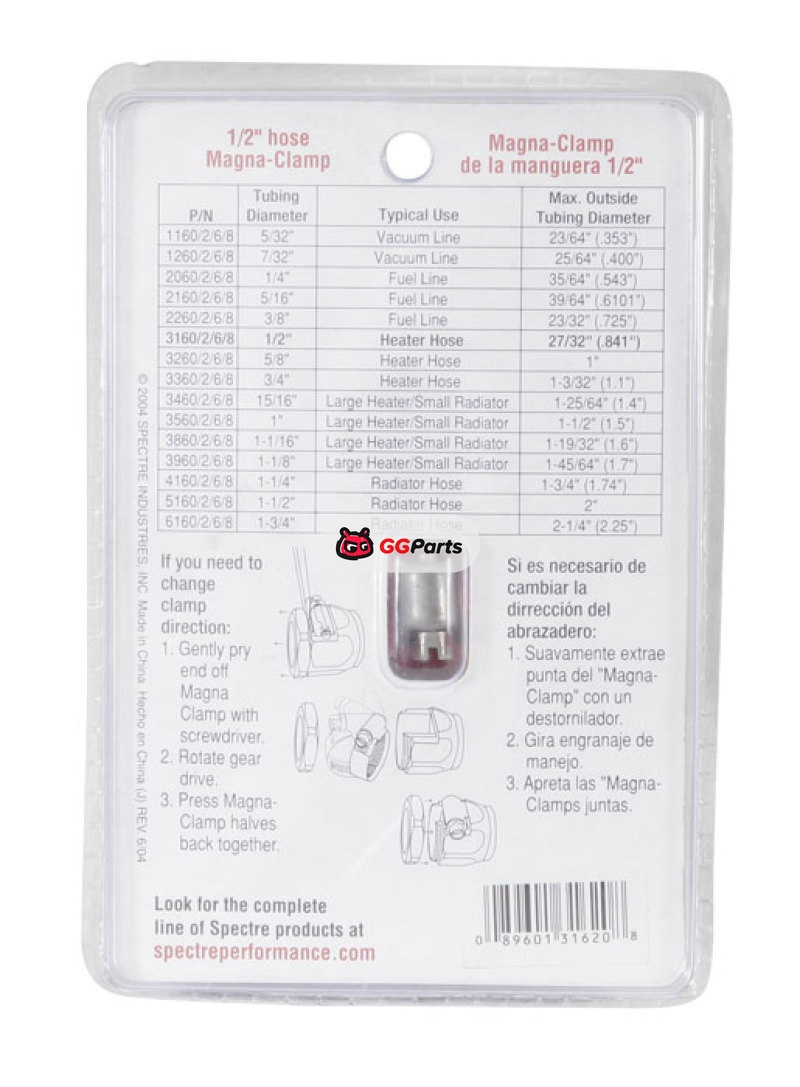 1/2" hose
Magna-Clamp
Magna-Clamp
de la manguera 1/2"
P/N Tubing Diameter Typical Use Max. Outside Tubing Diameter
1160/2/6/8 5/32" Vacuum Line 23/64" (.353")
1260/2/6/8 7/32" Vacuum Line 25/64" (.400")
2060/2/6/8 1/4" Fuel Line 35/64" (.543")
2160/2/6/8 5/16" Fuel Line 39/64" (.6101")
2260/2/6/8 3/8" Fuel Line 23/32" (.725")
3160/2/6/8 1/2" Heater Hose 27/32" (.841")
3260/2/6/8 5/8" Heater Hose 1"
3360/2/6/8 3/4" Heater Hose 1-3/32" (1.1")
3460/2/6/8 15/16" Large Heater/Small Radiator 1-25/64" (1.4")
3560/2/6/8 1" Large Heater/Small Radiator 1-1/2" (1.5")
3860/2/6/8 1-1/16" Large Heater/Small Radiator 1-19/32" (1.6")
3960/2/6/8 1-1/8" Large Heater/Small Radiator 1-45/64" (1.7")
4160/2/6/8 1-1/4" Radiator Hose 1-3/4" (1.74")
5160/2/6/8 1-1/2" Radiator Hose 2"
6160/2/6/8 1-3/4" Radiator Hose 2-1/4" (2.25")
GGParts
© 2004 SPECTRE INDUSTRIES, INC. Made in China Hecho en China (J) REV. 6/04
If you need to
change
clamp
direction:
1. Gently pry
end off
Magna
Clamp with
screwdriver.
2. Rotate gear
drive.
3. Press Magna-
Clamp halves
back together.
Si es necesario de
cambiar la
dirrección del
abrazadero:
1. Suavamente extrae
punta del "Magna-
Clamp" con un
destornilador.
2. Gira engranaje de
manejo.
3. Apreta las "Magna-
Clamps juntas.
Look for the complete
line of Spectre products at
spectreperformance.com
0 89601 31620 8